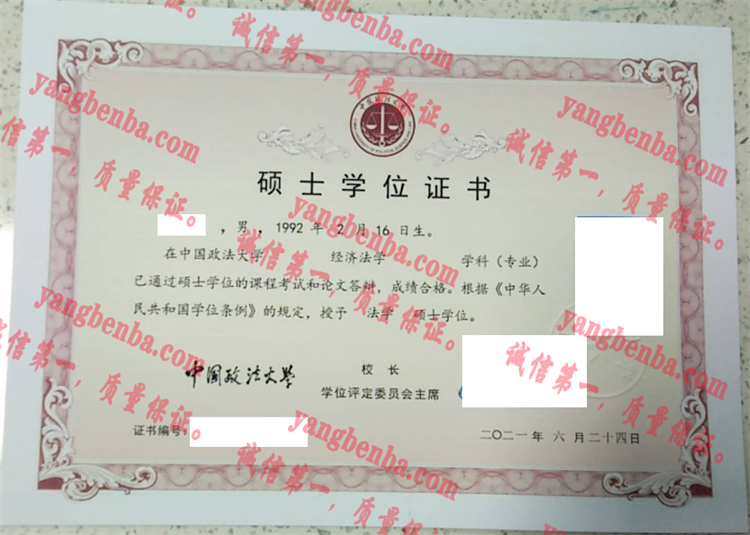 中国政法大学
硕士学位证书
，男，1992 年 2 月 16 日生。
在中国政法大学 经济法学 学科（专业）
已通过硕士学位的课程考试和论文答辩，成绩合格。根据《中华人
民共和国学位条例》的规定，授予 法学 硕士学位。
中国政法大学
校 长
学位评定委员会主席
证书编号：
二〇二一年 六 月 二十四日
yangbenba.com
诚信第一，质量保证。